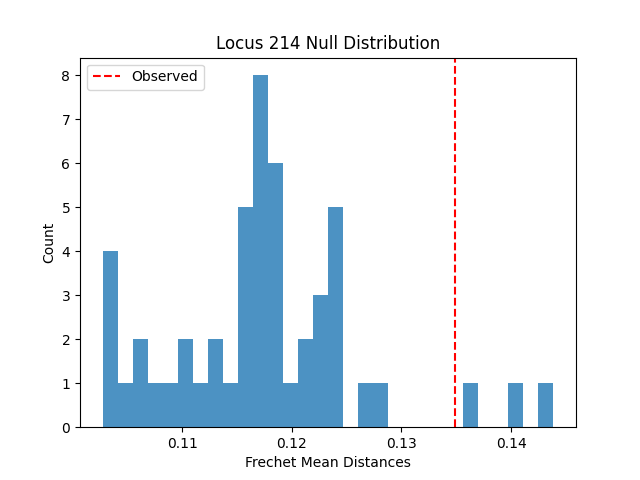 Locus 214 Null Distribution
Observed
8
7
6
5
4
3
2
1
0
Count
0.11 0.12 0.13 0.14
Frechet Mean Distances